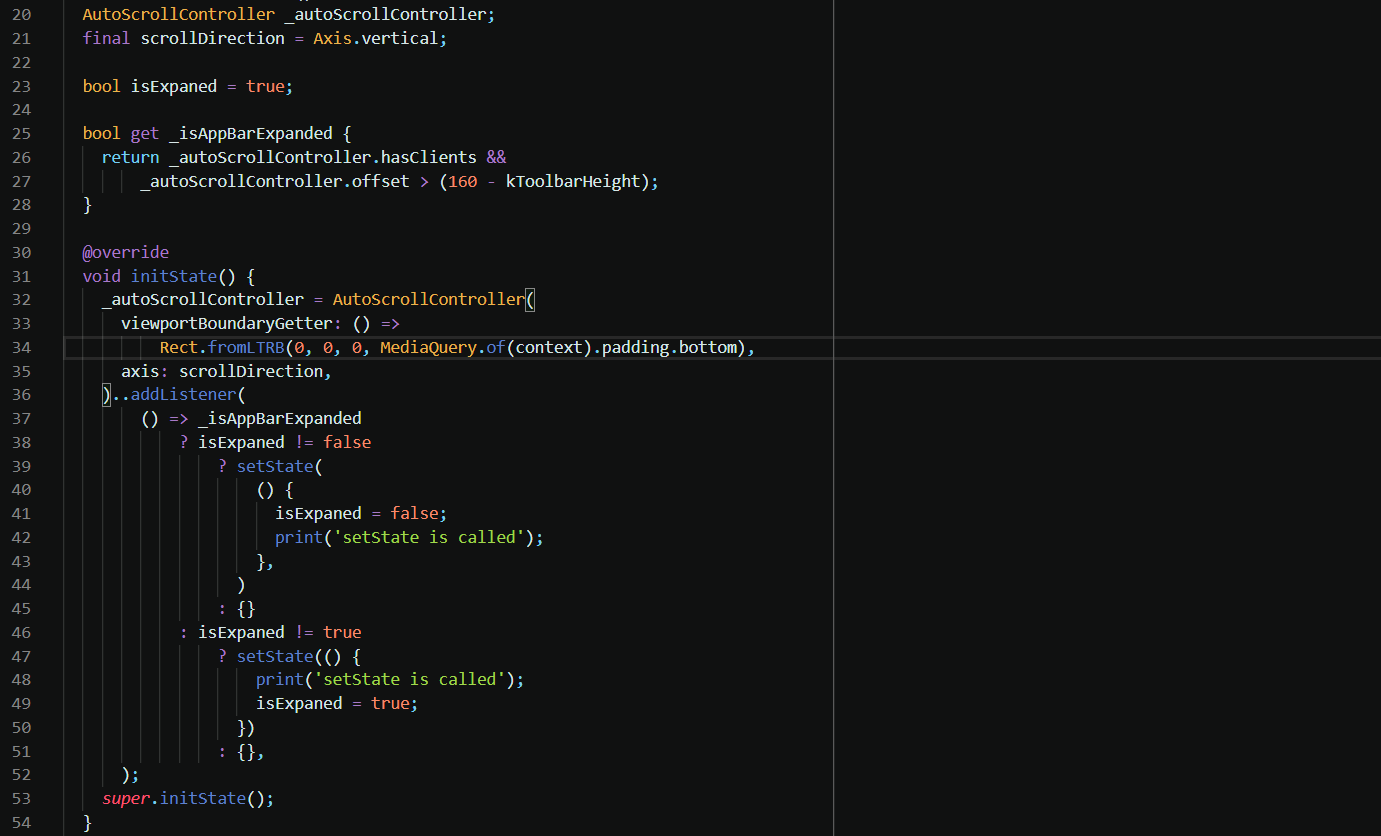 20 AutoScrollController _autoScrollController;
21 final scrollDirection = Axis.vertical;
22
23 bool isExpaned = true;
24
25 bool get _isAppBarExpanded {
26 return _autoScrollController.hasClients &&
27 _autoScrollController.offset > (160 - kToolbarHeight);
28 }
29
30 @override
31 void initState() {
32 _autoScrollController = AutoScrollController(
33 viewportBoundaryGetter: () =>
34 Rect.fromLTRB(0, 0, 0, MediaQuery.of(context).padding.bottom),
35 axis: scrollDirection,
36 )..addListener(
37 () => _isAppBarExpanded
38 ? isExpaned != false
39 ? setState(
40 () {
41 isExpaned = false;
42 print('setState is called');
43 },
44 )
45 : {}
46 : isExpaned != true
47 ? setState(() {
48 print('setState is called');
49 isExpaned = true;
50 })
51 : {},
52 );
53 super.initState();
54 }